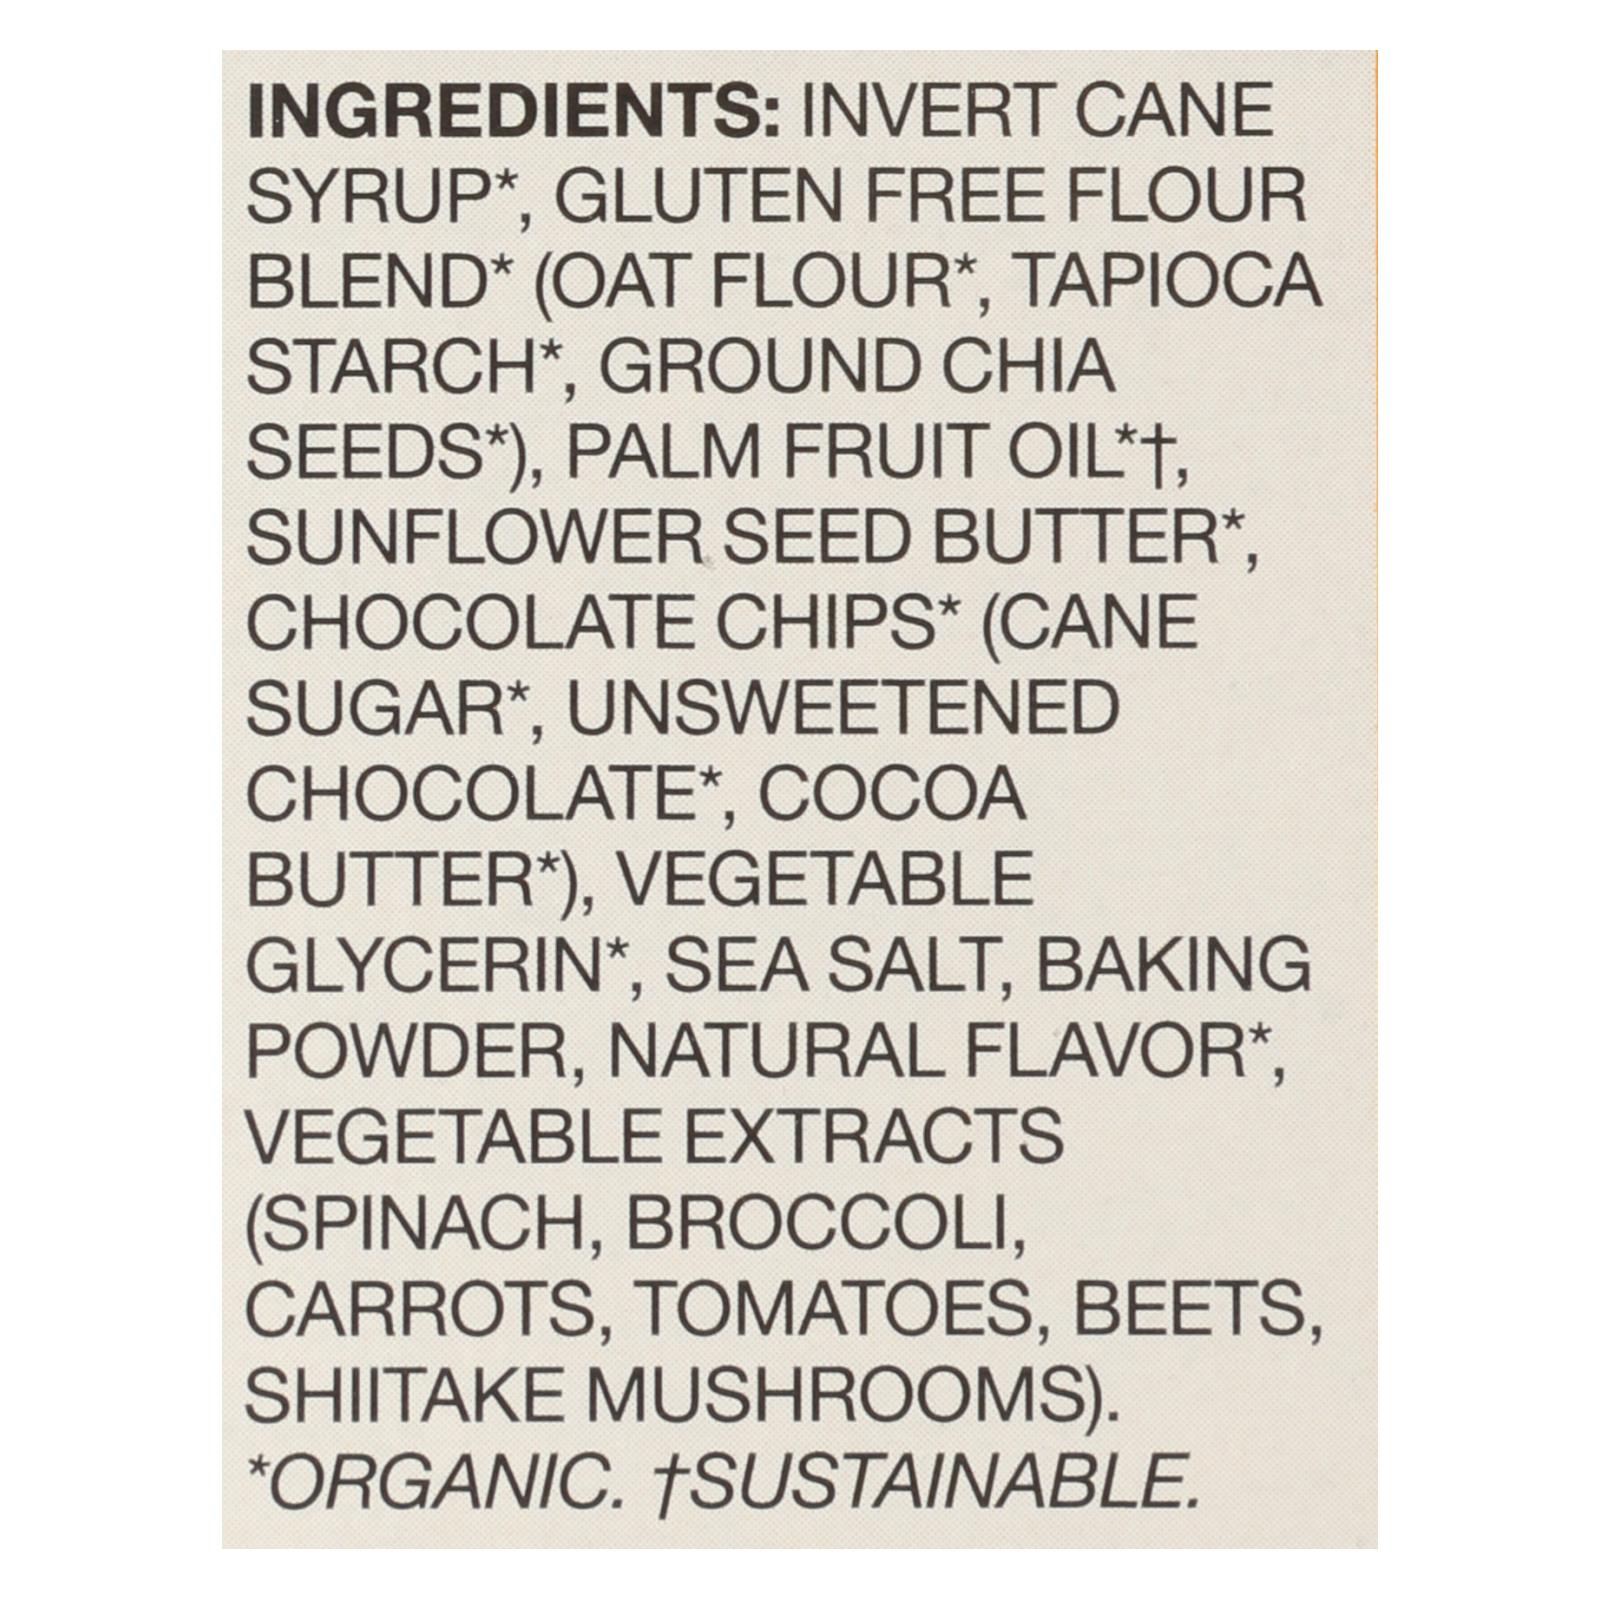 INGREDIENTS: INVERT CANE
SYRUP*, GLUTEN FREE FLOUR
BLEND* (OAT FLOUR*, TAPIOCA
STARCH*, GROUND CHIA
SEEDS*), PALM FRUIT OIL*†,
SUNFLOWER SEED BUTTER*,
CHOCOLATE CHIPS* (CANE
SUGAR*, UNSWEETENED
CHOCOLATE*, COCOA
BUTTER*), VEGETABLE
GLYCERIN*, SEA SALT, BAKING
POWDER, NATURAL FLAVOR*,
VEGETABLE EXTRACTS
(SPINACH, BROCCOLI,
CARROTS, TOMATOES, BEETS,
SHIITAKE MUSHROOMS).
*ORGANIC. †SUSTAINABLE.